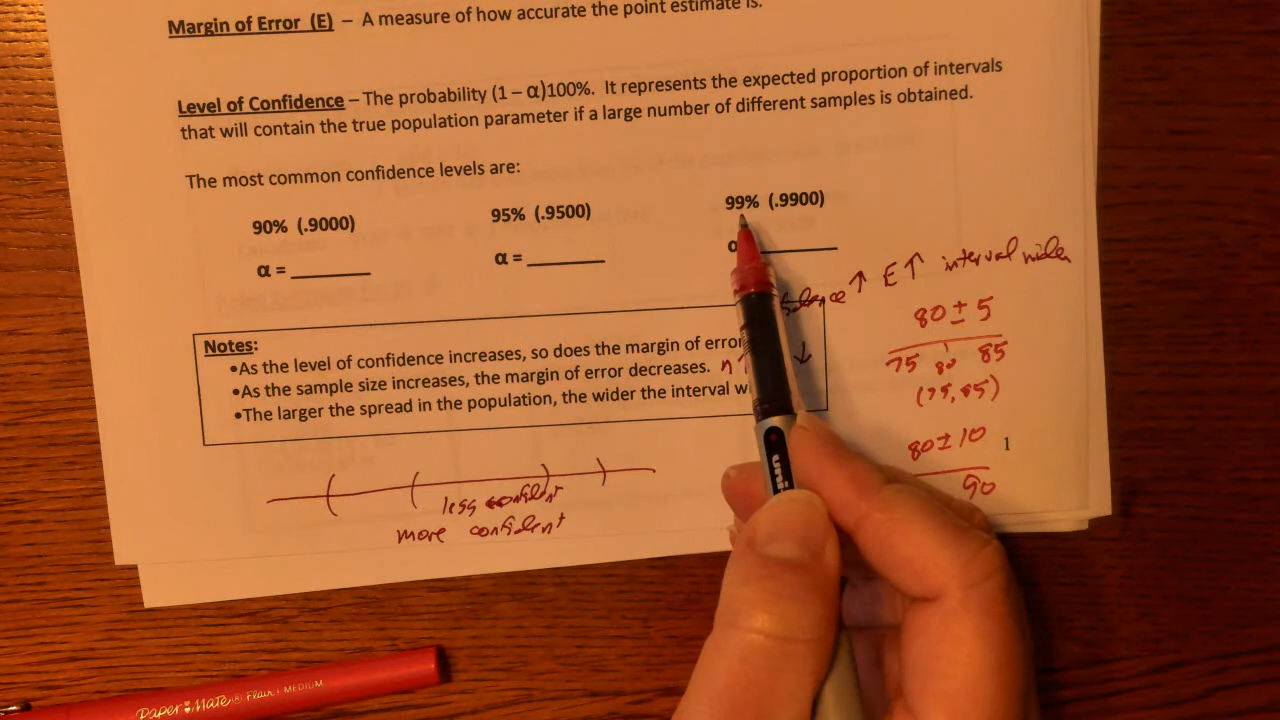 Margin of Error (E) – A measure of how accurate the point estimate is.
Level of Confidence – The probability (1 – α)100%. It represents the expected proportion of intervals
that will contain the true population parameter if a large number of different samples is obtained.
The most common confidence levels are:
90% (.9000) 95% (.9500) 99% (.9900)
α = ________ α = ________ α ________
↑ E↑ interval wider
Notes:
•As the level of confidence increases, so does the margin of error
•As the sample size increases, the margin of error decreases. n↑ ↓
•The larger the spread in the population, the wider the interval w
80 ± 5
75 80 85
(75, 85)
80 ± 10
90
1
less confident
more confident
uni
Paper Mate® Flair MEDIUM